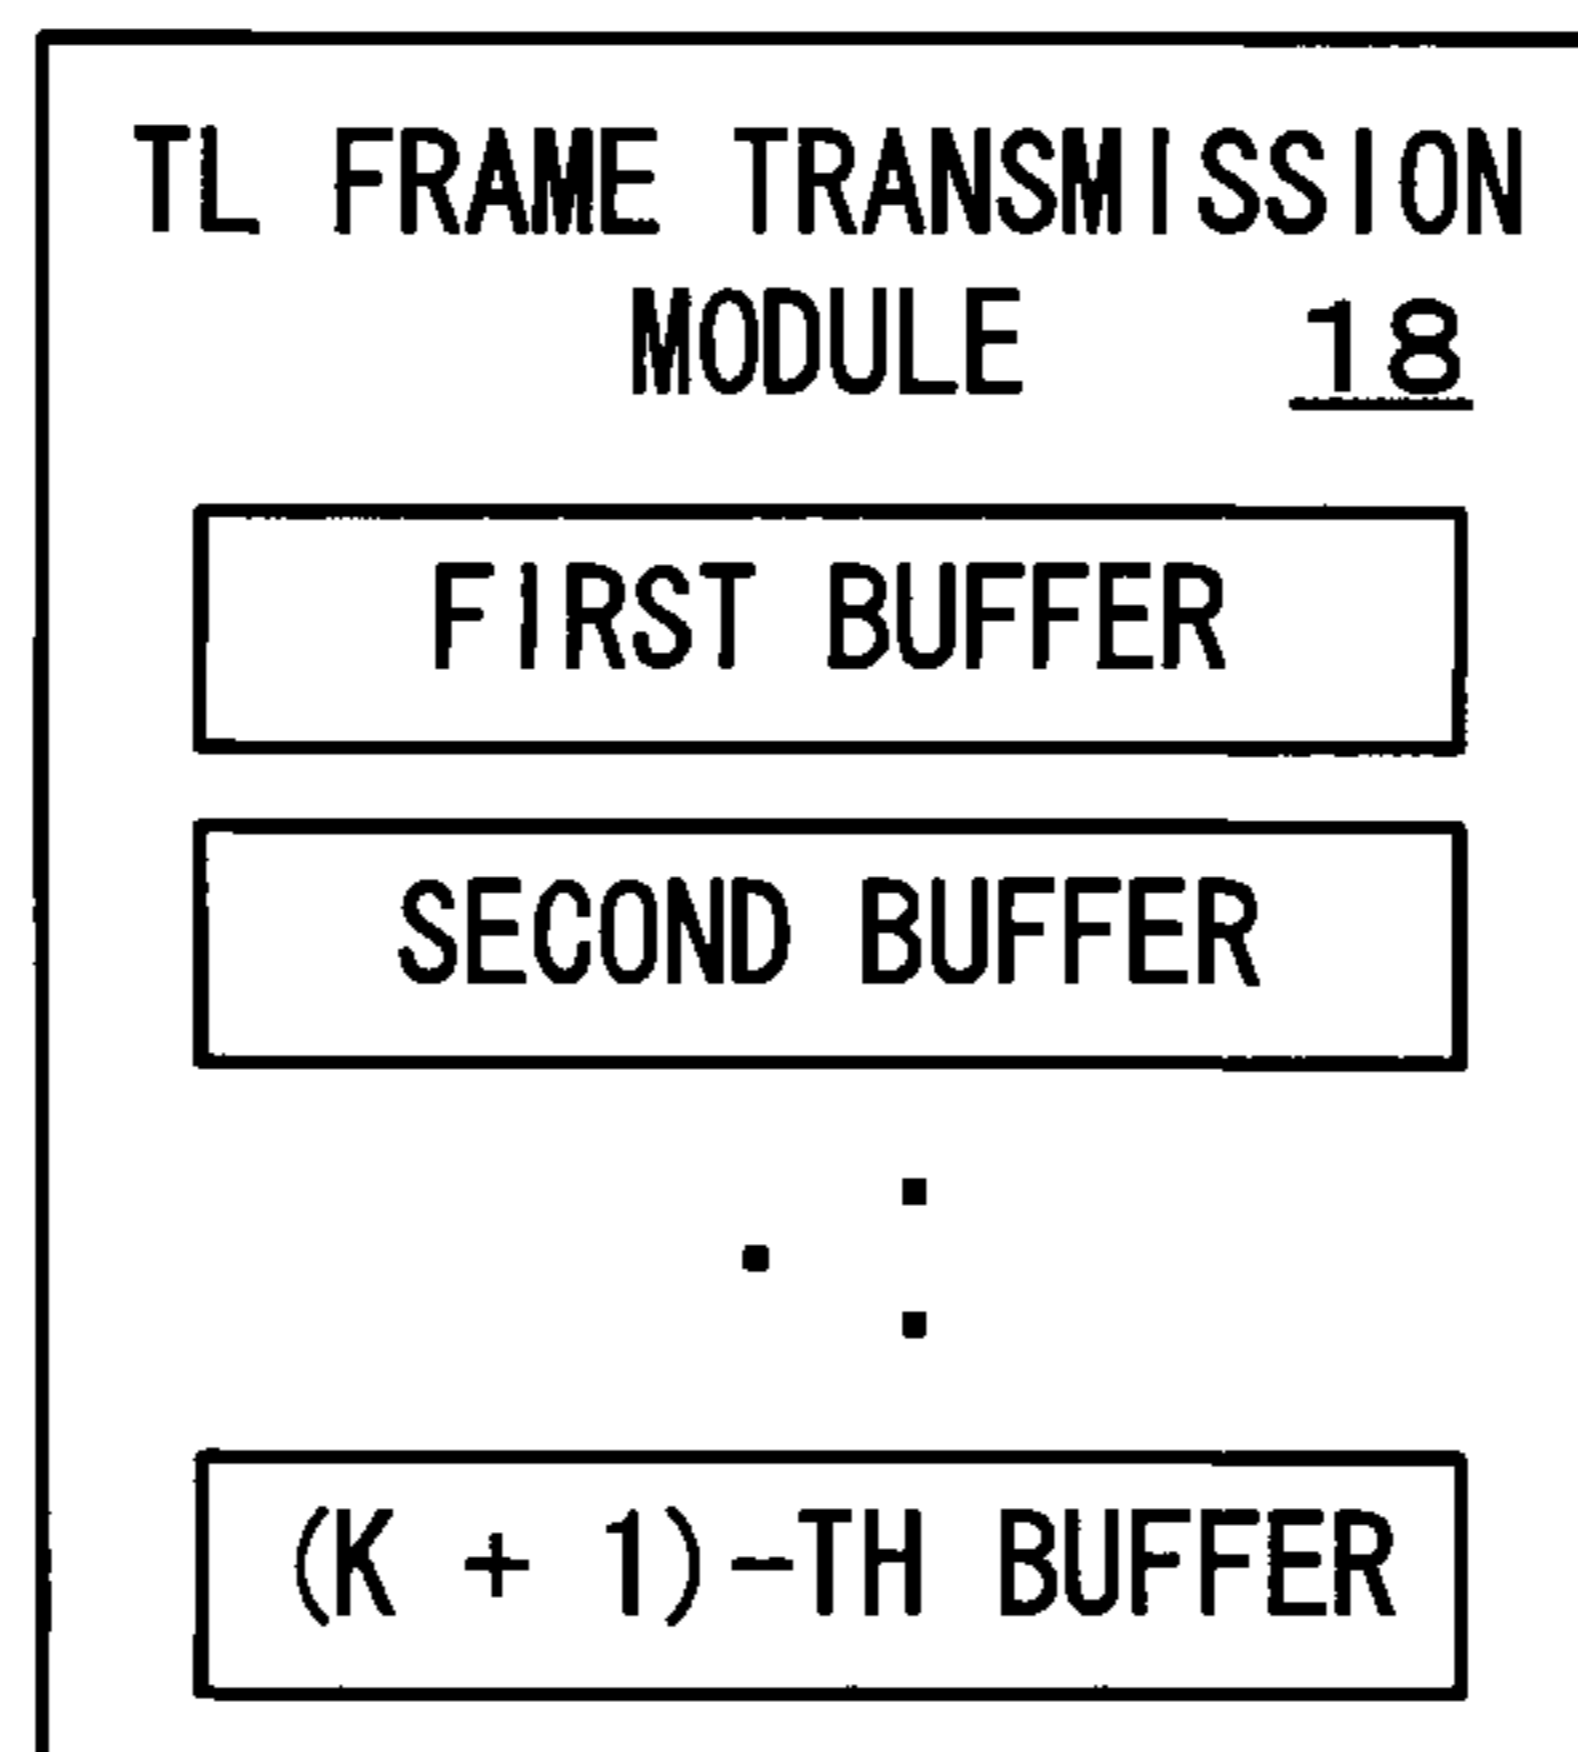 TL FRAME TRANSMISSION
MODULE 18
FIRST BUFFER
SECOND BUFFER
(K + 1)-TH BUFFER